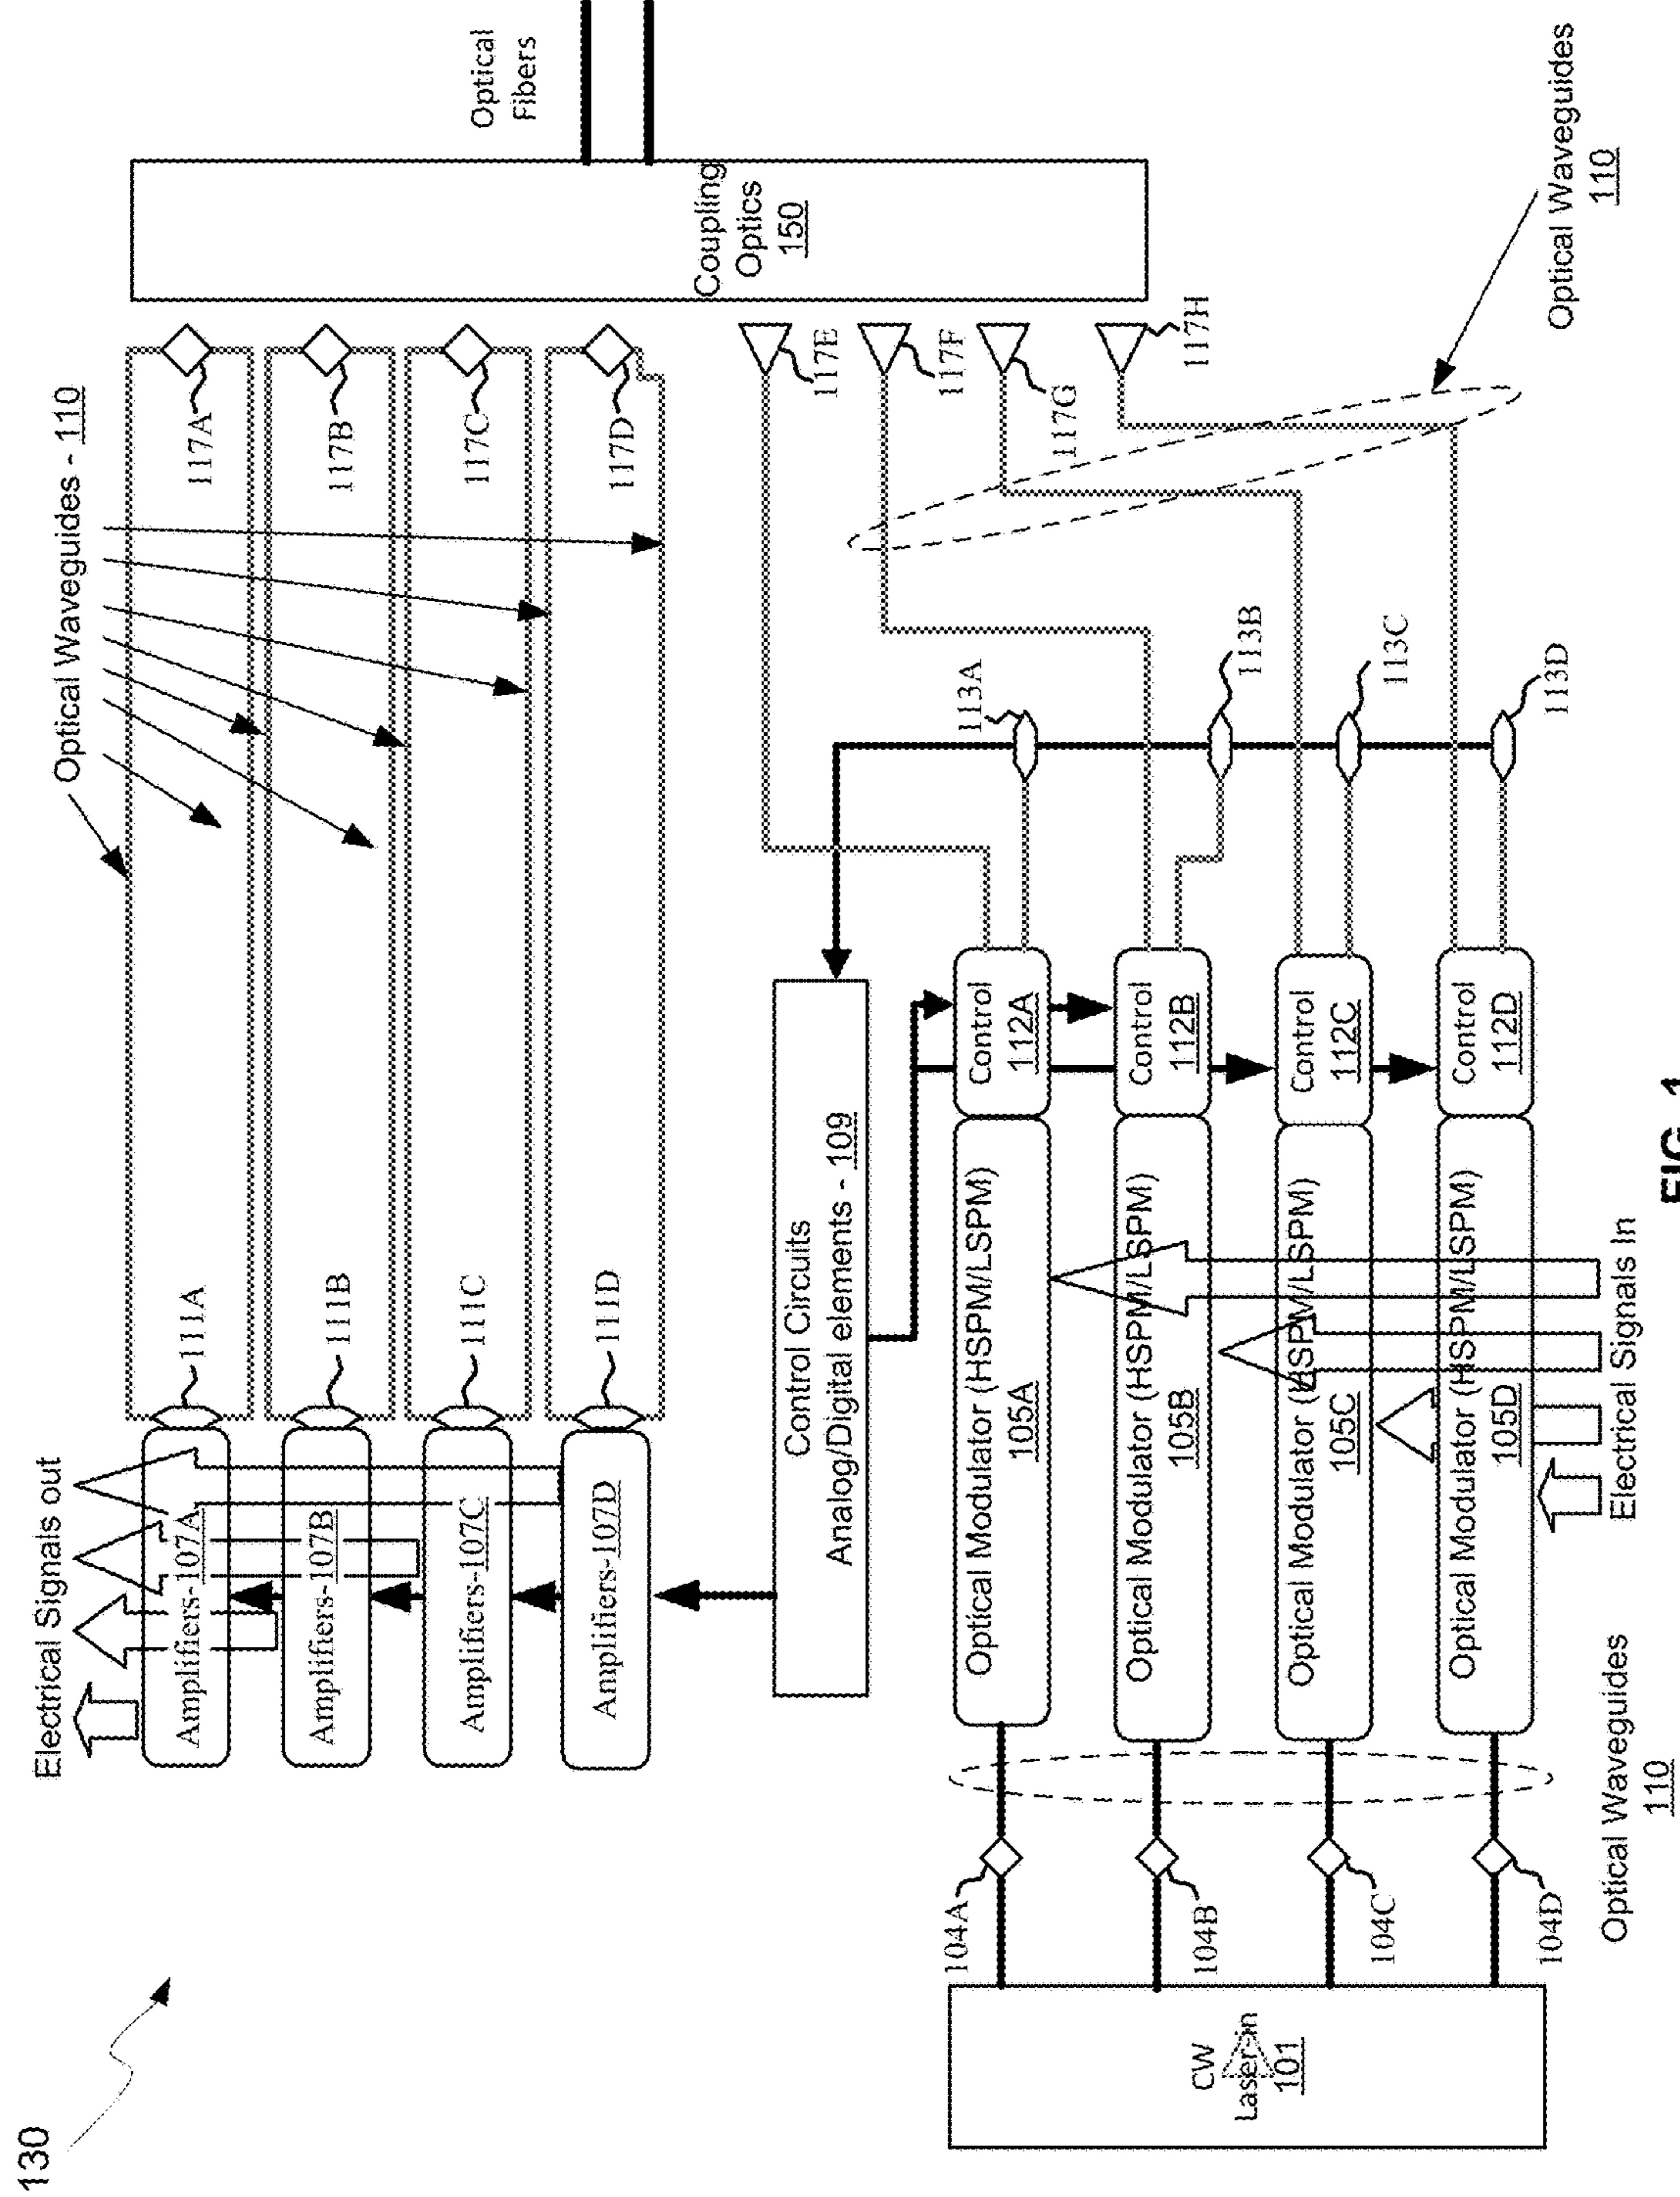 130
Electrical Signals out
Optical Waveguides - 110
Optical
Fibers
Amplifiers-107A
111A
117A
Amplifiers-107B
111B
117B
Amplifiers-107C
111C
117C
Amplifiers-107D
111D
117D
Coupling
Optics
150
Control Circuits
Analog/Digital elements - 109
117E
117F
117G
117H
CW
Laser-in
101
104A
104B
104C
104D
Optical Modulator (HSPM/LSPM)
105A
Control
112A
113A
Optical Modulator (HSPM/LSPM)
105B
Control
112B
113B
Optical Modulator (HSPM/LSPM)
105C
Control
112C
113C
Optical Modulator (HSPM/LSPM)
105D
Control
112D
113D
Optical Waveguides
110
Electrical Signals In
Optical Waveguides
110
FIG. 1